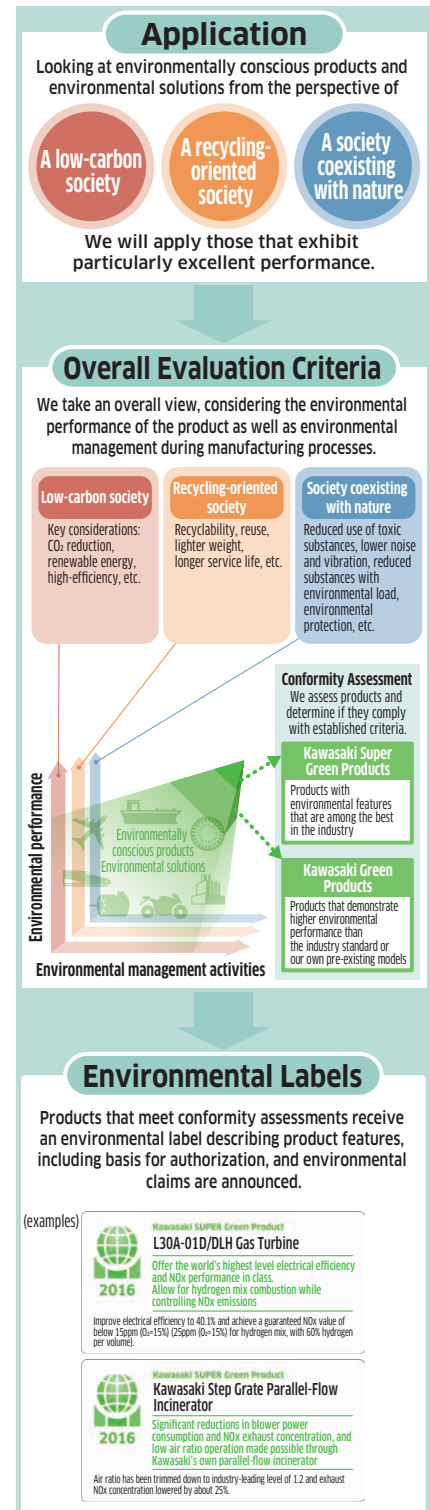 Application
Looking at environmentally conscious products and
environmental solutions from the perspective of
A low-carbon
society
A recycling-
oriented
society
A society
coexisting
with nature
We will apply those that exhibit
particularly excellent performance.
Overall Evaluation Criteria
We take an overall view, considering the environmental
performance of the product as well as environmental
management during manufacturing processes.
Low-carbon society
Key considerations:
CO₂ reduction,
renewable energy,
high-efficiency, etc.
Recycling-oriented
society
Recyclability, reuse,
lighter weight,
longer service life, etc.
Society coexisting
with nature
Reduced use of toxic
substances, lower noise
and vibration, reduced
substances with
environmental load,
environmental
protection, etc.
Conformity Assessment
We assess products and
determine if they comply
with established criteria.
Kawasaki Super
Green Products
Products with
environmental features
that are among the best
in the industry
Kawasaki Green
Products
Products that demonstrate
higher environmental
performance than
the industry standard or
our own pre-existing models
Environmental performance
Environmentally
conscious products
Environmental solutions
Environmental management activities
Environmental Labels
Products that meet conformity assessments receive
an environmental label describing product features,
including basis for authorization, and environmental
claims are announced.
(examples)
Kawasaki SUPER Green Product
L30A-01D/DLH Gas Turbine
Offer the world's highest level electrical efficiency
and NOx performance in class.
Allow for hydrogen mix combustion while
controlling NOx emissions
2016
Improve electrical efficiency to 40.1% and achieve a guaranteed NOx value of
below 15ppm (O₂=15%) (25ppm (O₂=15%) for hydrogen mix, with 60% hydrogen
per volume).
Kawasaki SUPER Green Product
Kawasaki Step Grate Parallel-Flow
Incinerator
Significant reductions in blower power
consumption and NOx exhaust concentration, and
low air ratio operation made possible through
Kawasaki's own parallel-flow incinerator
2016
Air ratio has been trimmed down to industry-leading level of 1.2 and exhaust
NOx concentration lowered by about 25%.